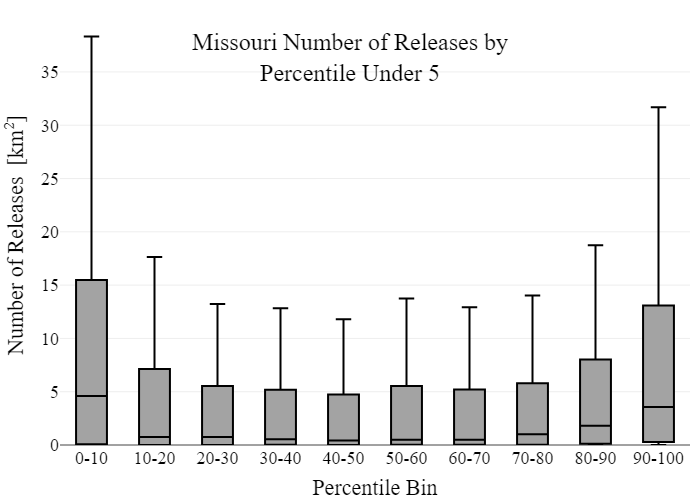 Missouri Number of Releases by
Percentile Under 5
Number of Releases [km²]
35
30
25
20
15
10
5
0
0-10 10-20 20-30 30-40 40-50 50-60 60-70 70-80 80-90 90-100
Percentile Bin